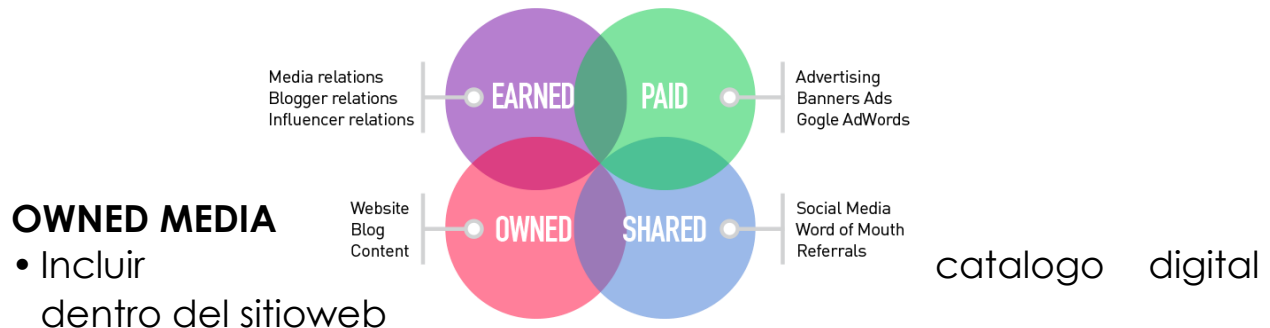 Media relations
Blogger relations
Influencer relations
EARNED
PAID
Advertising
Banners Ads
Gogle AdWords
OWNED MEDIA
Website
Blog
Content
OWNED
SHARED
Social Media
Word of Mouth
Referrals
• Incluir catalogo digital
dentro del sitioweb